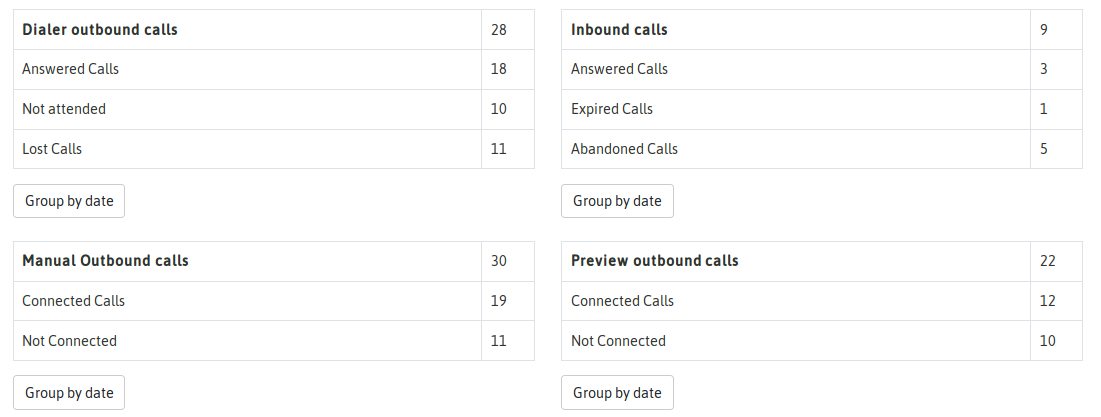 Dialer outbound calls 28
Answered Calls 18
Not attended 10
Lost Calls 11
Group by date
Inbound calls 9
Answered Calls 3
Expired Calls 1
Abandoned Calls 5
Group by date
Manual Outbound calls 30
Connected Calls 19
Not Connected 11
Group by date
Preview outbound calls 22
Connected Calls 12
Not Connected 10
Group by date